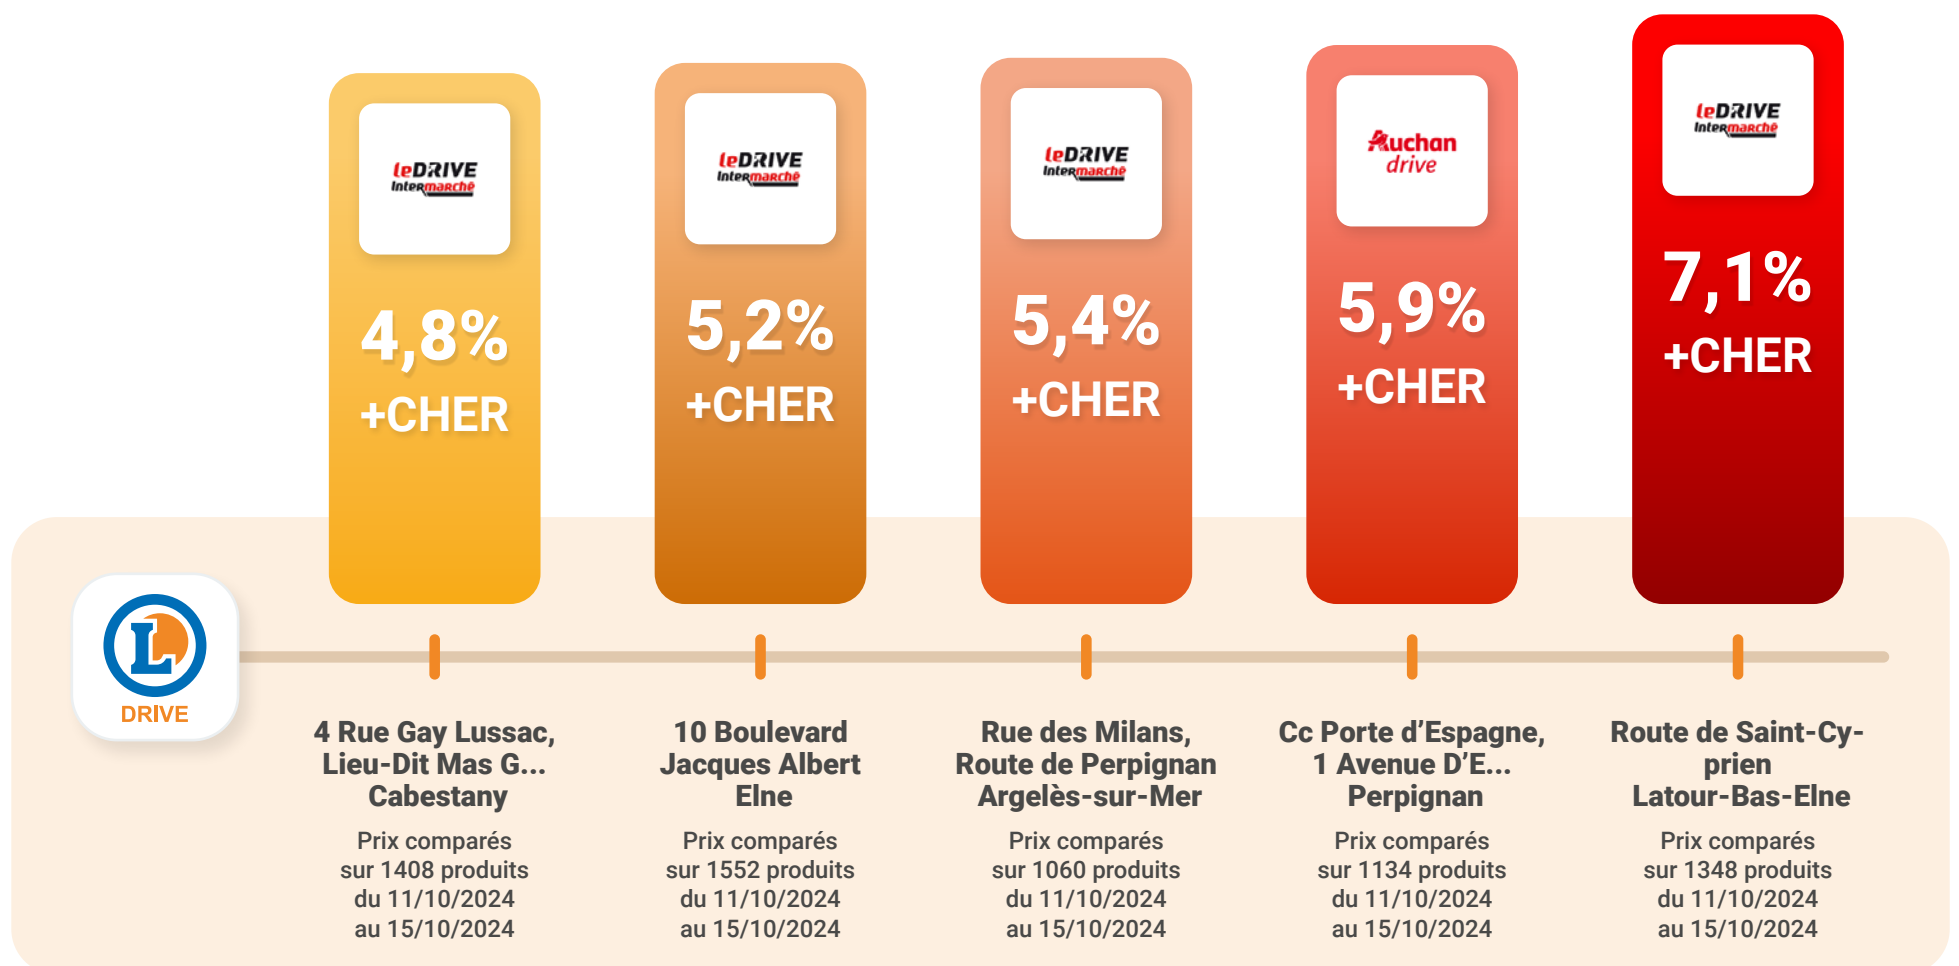 leDRIVE
Intermarché
4,8%
+CHER
leDRIVE
Intermarché
5,2%
+CHER
leDRIVE
Intermarché
5,4%
+CHER
Auchan
drive
5,9%
+CHER
leDRIVE
Intermarché
7,1%
+CHER
L
DRIVE
4 Rue Gay Lussac,
Lieu-Dit Mas G...
Cabestany
Prix comparés
sur 1408 produits
du 11/10/2024
au 15/10/2024
10 Boulevard
Jacques Albert
Elne
Prix comparés
sur 1552 produits
du 11/10/2024
au 15/10/2024
Rue des Milans,
Route de Perpignan
Argelès-sur-Mer
Prix comparés
sur 1060 produits
du 11/10/2024
au 15/10/2024
Cc Porte d’Espagne,
1 Avenue D’E...
Perpignan
Prix comparés
sur 1134 produits
du 11/10/2024
au 15/10/2024
Route de Saint-Cy-
prien
Latour-Bas-Elne
Prix comparés
sur 1348 produits
du 11/10/2024
au 15/10/2024